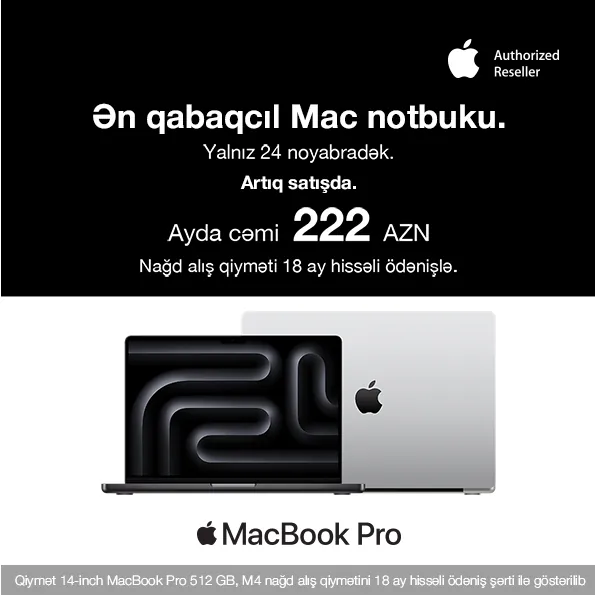 Authorized
Reseller
Ən qabaqcıl Mac notbuku.
Yalnız 24 noyabradək.
Artıq satışda.
Ayda cəmi 222 AZN
Nağd alış qiyməti 18 ay hissəli ödənişlə.
MacBook Pro
Qiymət 14-inch MacBook Pro 512 GB, M4 nağd alış qiymətini 18 ay hissəli ödəniş şərti ilə göstərilib